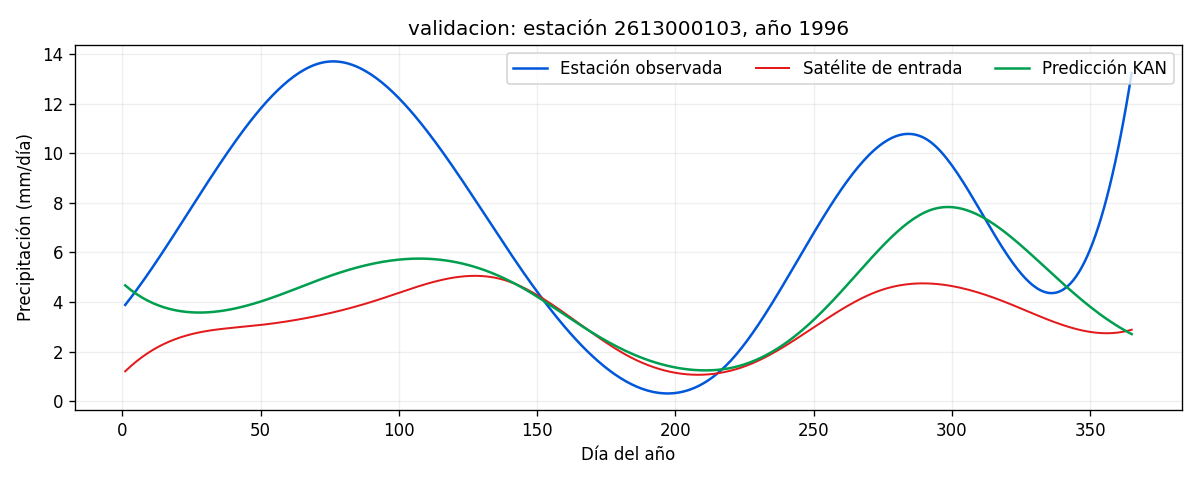 validacion: estación 2613000103, año 1996
Estación observada
Satélite de entrada
Predicción KAN
Precipitación (mm/día)
14
12
10
8
6
4
2
0
0 50 100 150 200 250 300 350
Día del año